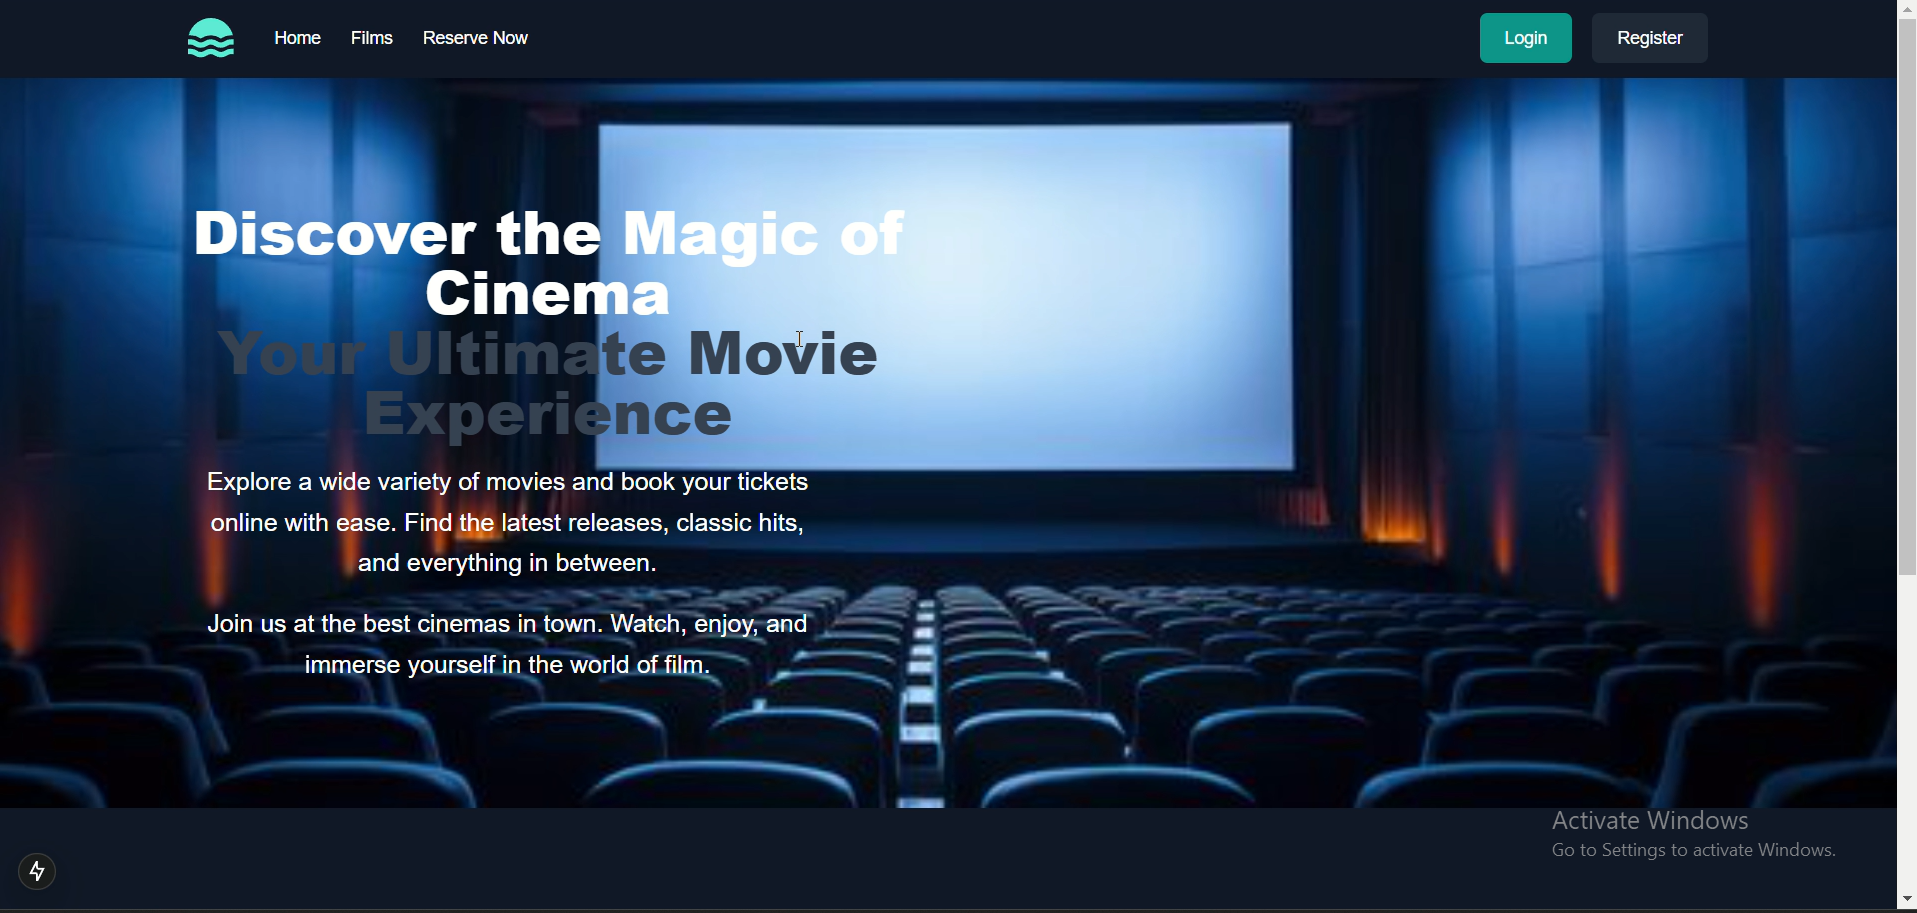 Home Films Reserve Now Login Register
Discover the Magic of
Cinema
Your Ultimate Movie
Experience
Explore a wide variety of movies and book your tickets
online with ease. Find the latest releases, classic hits,
and everything in between.
Join us at the best cinemas in town. Watch, enjoy, and
immerse yourself in the world of film.
Activate Windows
Go to Settings to activate Windows.